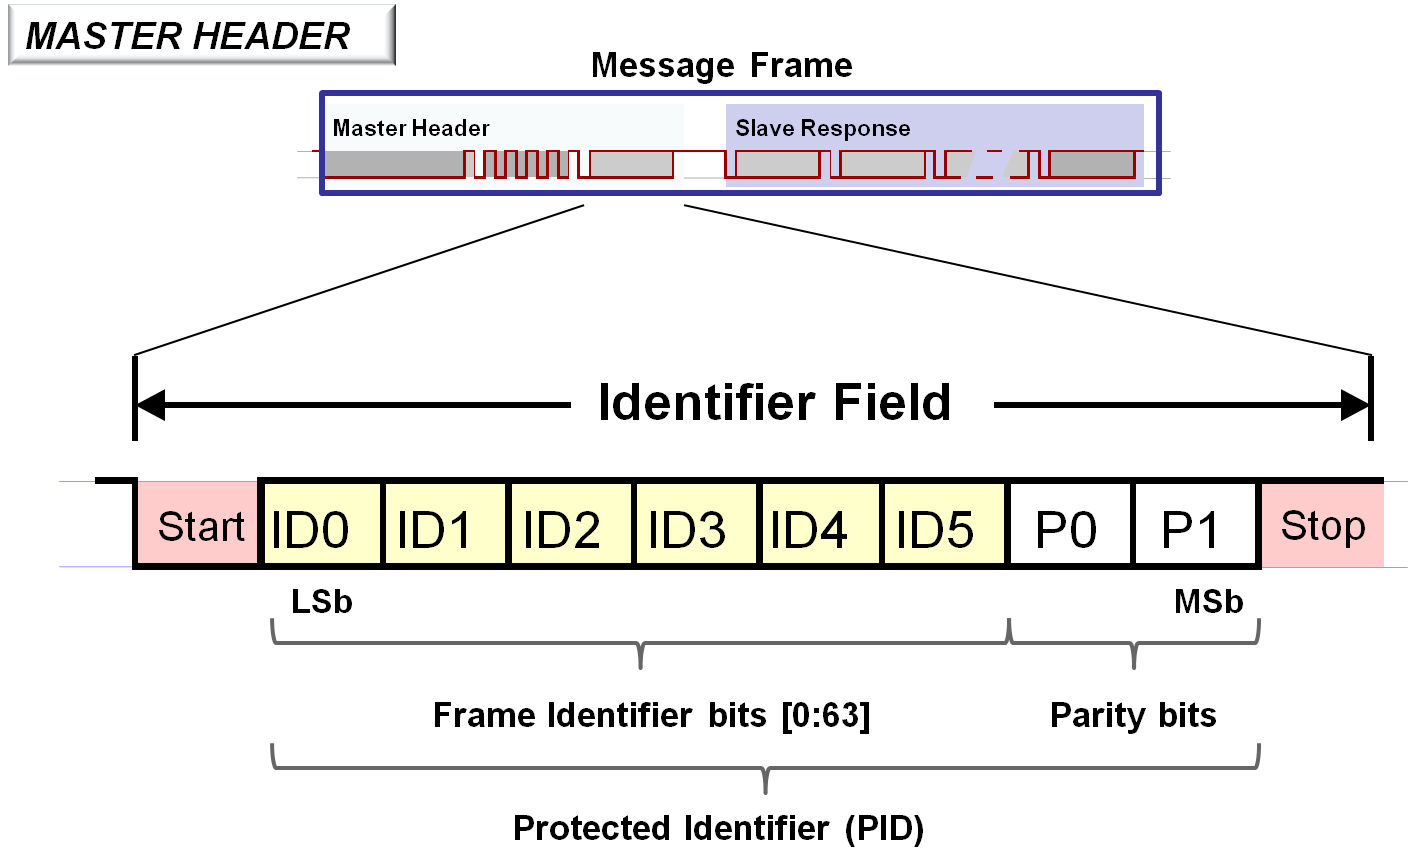 MASTER HEADER
Message Frame
Master Header
Slave Response
Identifier Field
Start ID0 ID1 ID2 ID3 ID4 ID5 P0 P1 Stop
LSb MSb
Frame Identifier bits [0:63] Parity bits
Protected Identifier (PID)